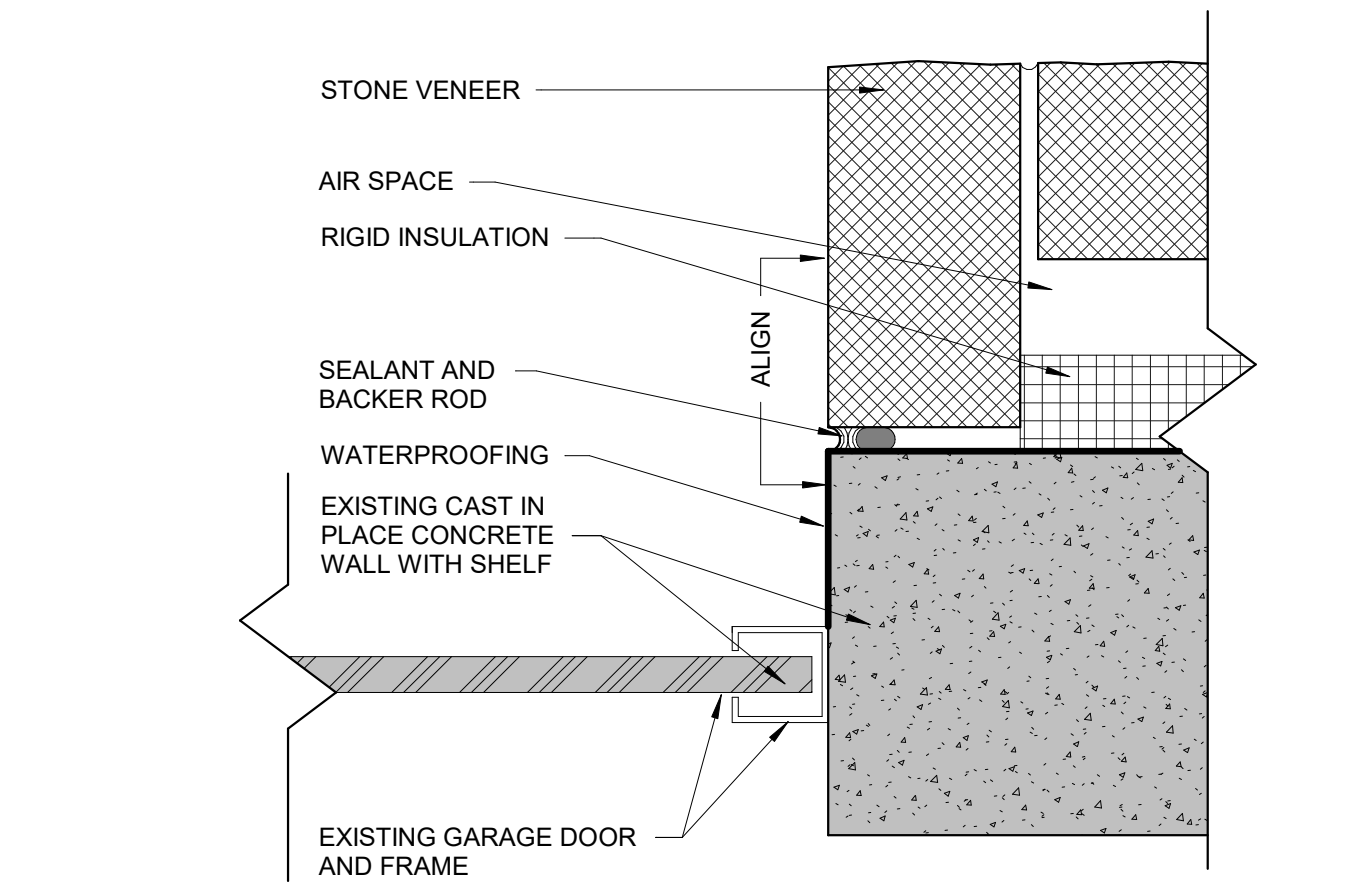 STONE VENEER
AIR SPACE
RIGID INSULATION
ALIGN
SEALANT AND
BACKER ROD
WATERPROOFING
EXISTING CAST IN
PLACE CONCRETE
WALL WITH SHELF
EXISTING GARAGE DOOR
AND FRAME